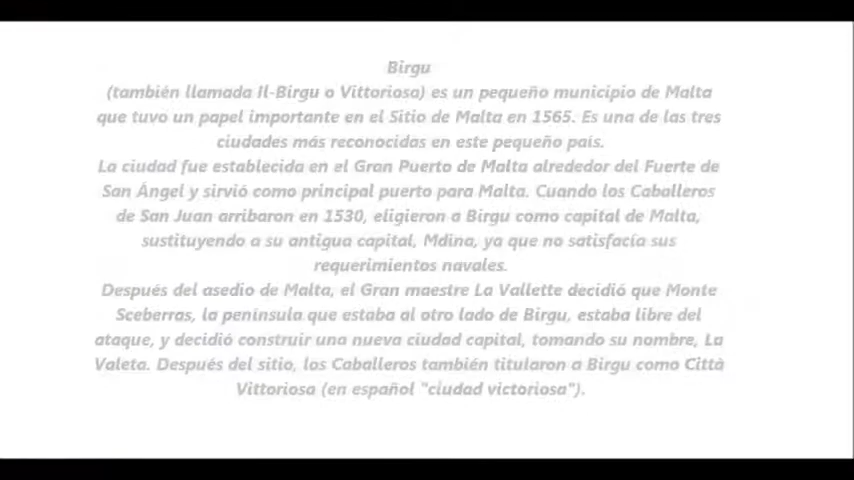 Birgu
(también llamada Il-Birgu o Vittoriosa) es un pequeño municipio de Malta
que tuvo un papel importante en el Sitio de Malta en 1565. Es una de las tres
ciudades más reconocidas en este pequeño país.
La ciudad fue establecida en el Gran Puerto de Malta alrededor del Fuerte de
San Ángel y sirvió como principal puerto para Malta. Cuando los Caballeros
de San Juan arribaron en 1530, eligieron a Birgu como capital de Malta,
sustituyendo a su antigua capital, Mdina, ya que no satisfacía sus
requerimientos navales.
Después del asedio de Malta, el Gran maestre La Vallette decidió que Monte
Sceberras, la península que estaba al otro lado de Birgu, estaba libre del
ataque, y decidió construir una nueva ciudad capital, tomando su nombre, La
Valeta. Después del sitio, los Caballeros también titularon a Birgu como Città
Vittoriosa (en español "ciudad victoriosa").